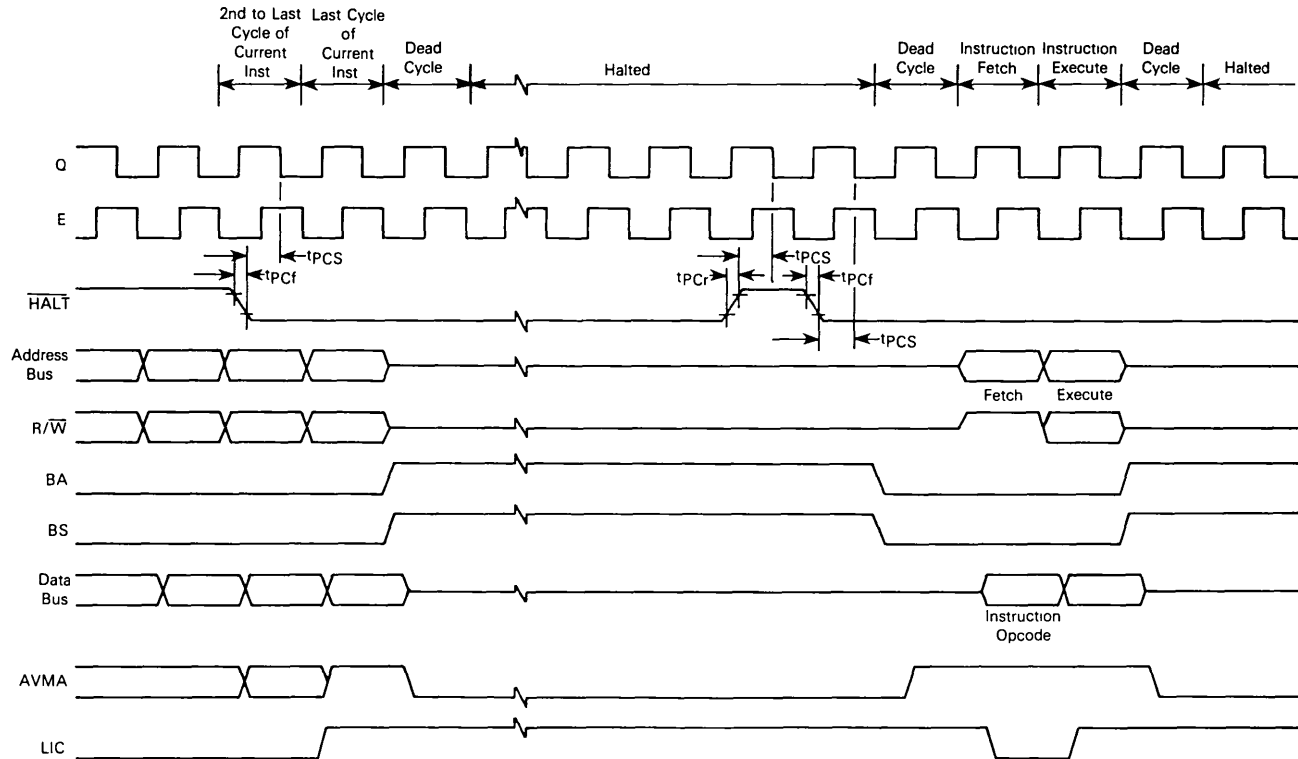 2nd to Last
Cycle of
Current
Inst
Last Cycle
of
Current
Inst
Dead
Cycle
Halted
Dead
Cycle
Instruction
Fetch
Instruction
Execute
Dead
Cycle
Halted
Q
E
tPCS
tPCf
tPCr
tPCS
tPCf
tPCS
HALT
Address
Bus
Fetch
Execute
R/W
BA
BS
Data
Bus
Instruction
Opcode
AVMA
LIC